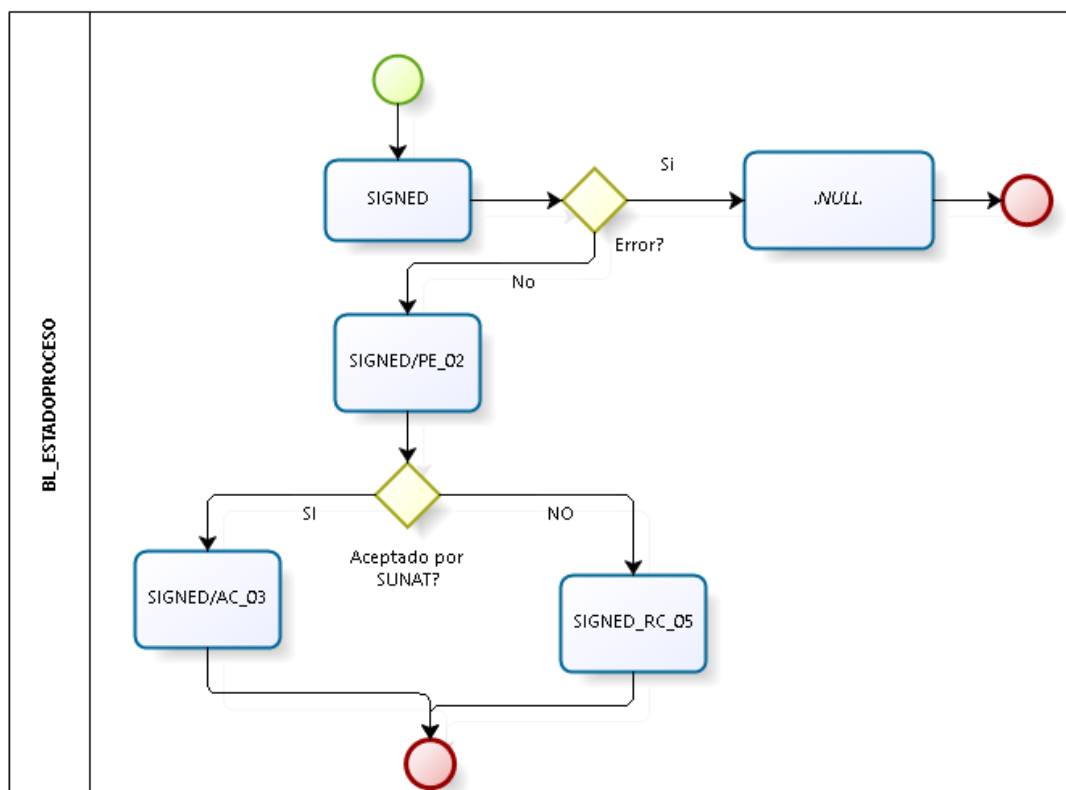 BL_ESTADOPROCESO
SIGNED
Si
.NULL.
Error?
No
SIGNED/PE_02
SI
NO
Aceptado por
SUNAT?
SIGNED/AC_03
SIGNED_RC_05